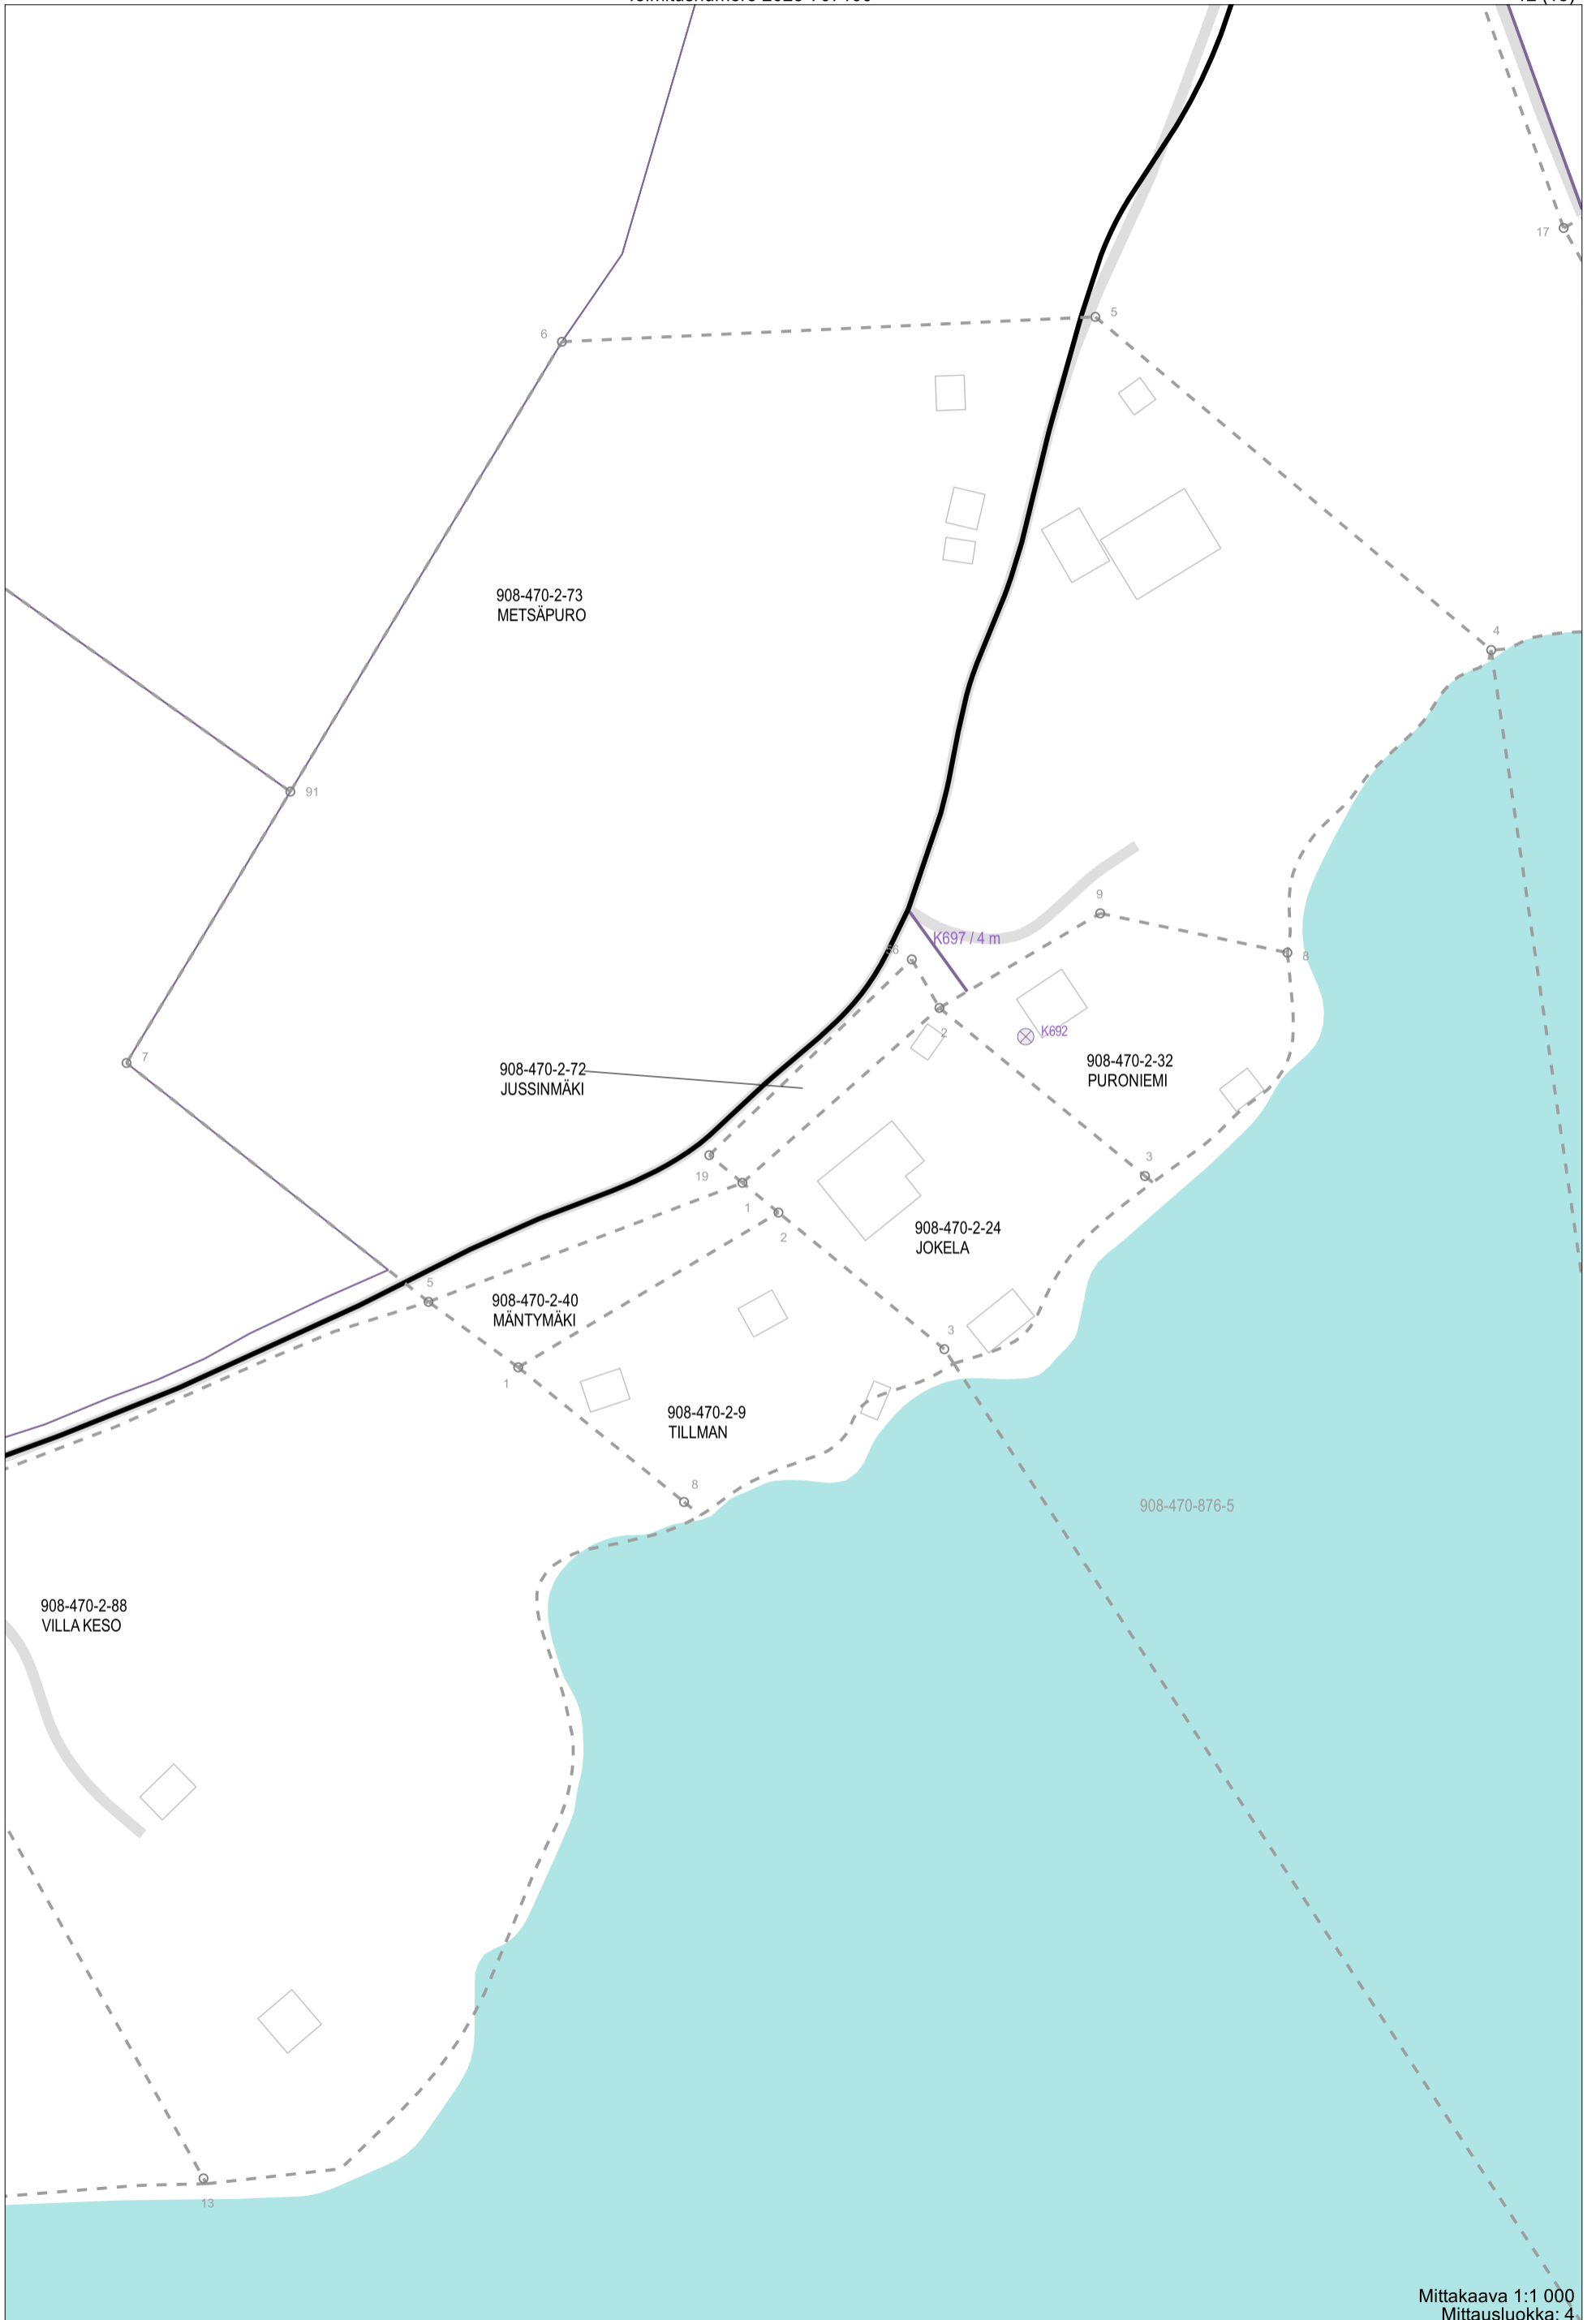 17
5
6
908-470-2-73
METSÄPURO
4
91
9
K697 / 4 m
8
2
K692
7
908-470-2-32
PURONIEMI
908-470-2-72
JUSSINMÄKI
3
19
1
2
908-470-2-24
JOKELA
5
908-470-2-40
MÄNTYMÄKI
3
1
908-470-2-9
TILLMAN
8
908-470-876-5
908-470-2-88
VILLA KESO
13
Mittakaava 1:1 000
Mittausluokka: 4